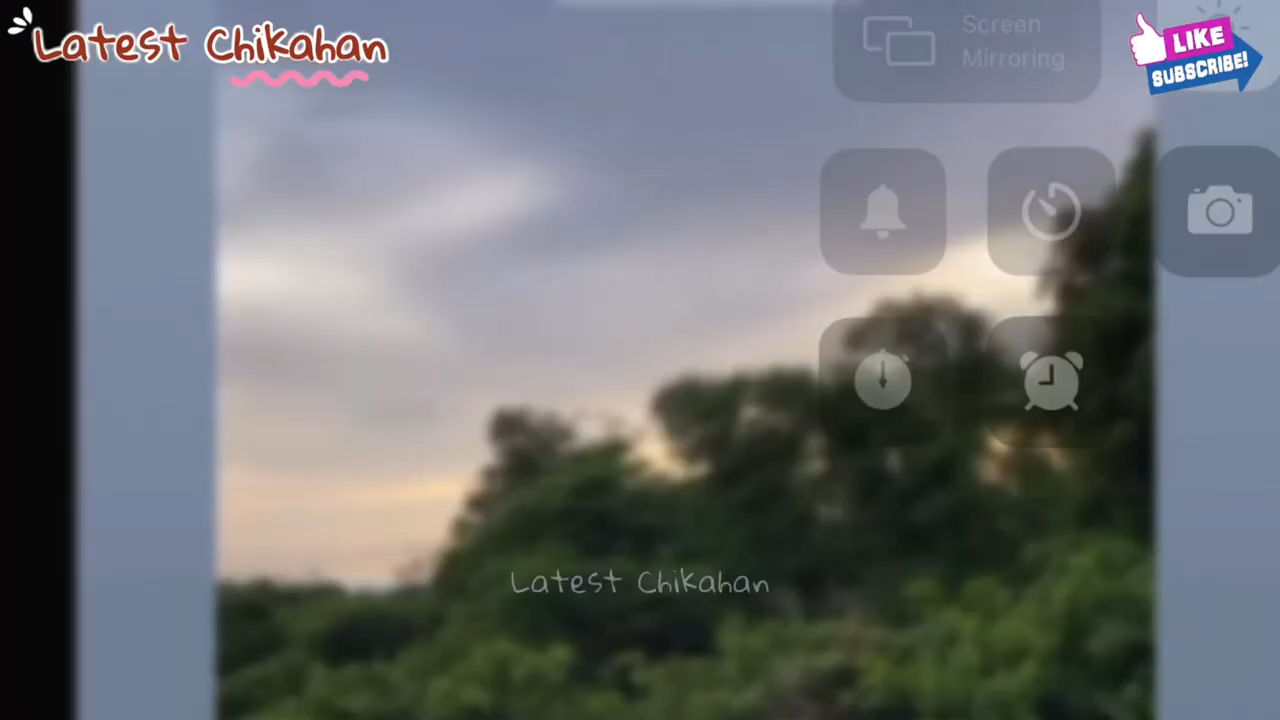 Latest Chikahan
Screen
Mirroring
LIKE
SUBSCRIBE!
Latest Chikahan